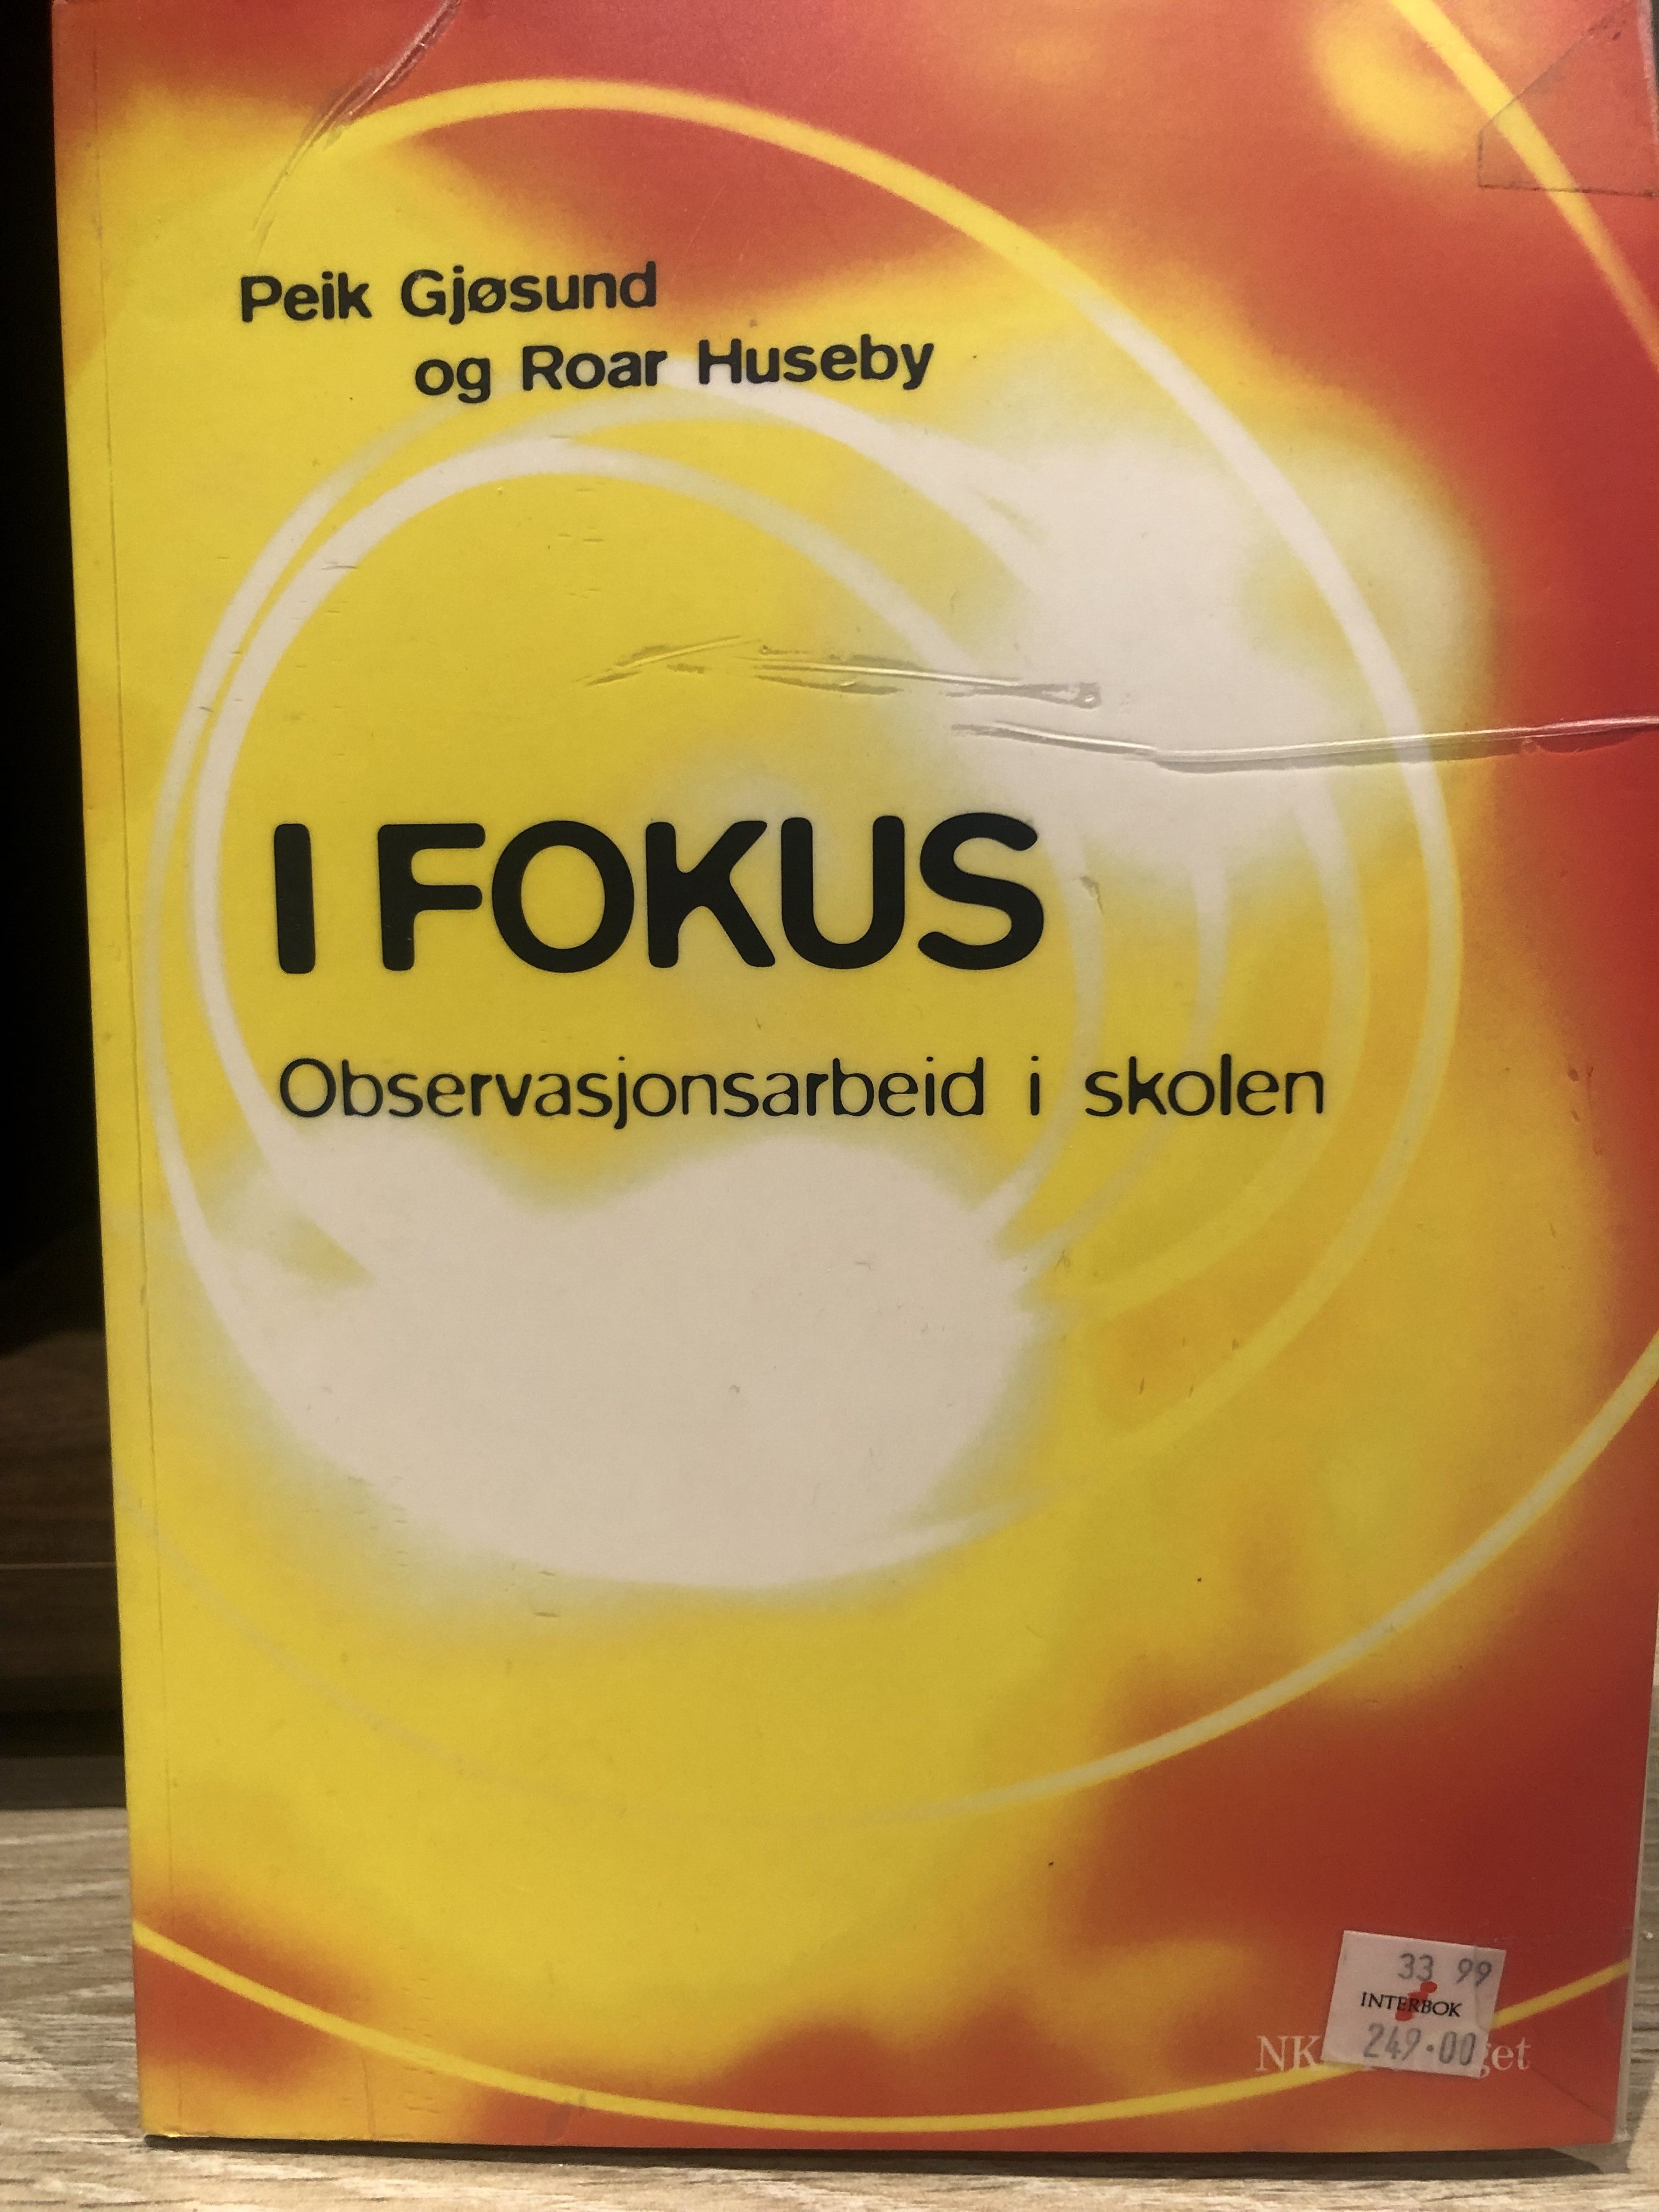 Peik Gjøsund
og Roar Huseby
I FOKUS
Observasjonsarbeid i skolen
33 99
INTERBOK
249.00